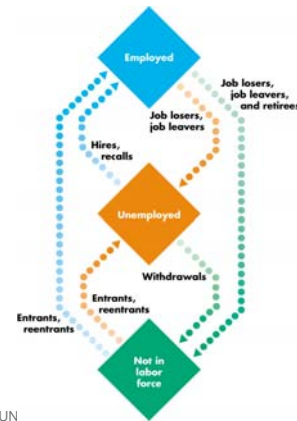 Employed
Job losers,
job leavers,
and retirees
Job losers,
job leavers
Hires,
recalls
Unemployed
Withdrawals
Entrants,
reentrants
Entrants,
reentrants
Not in
labor
force
UN